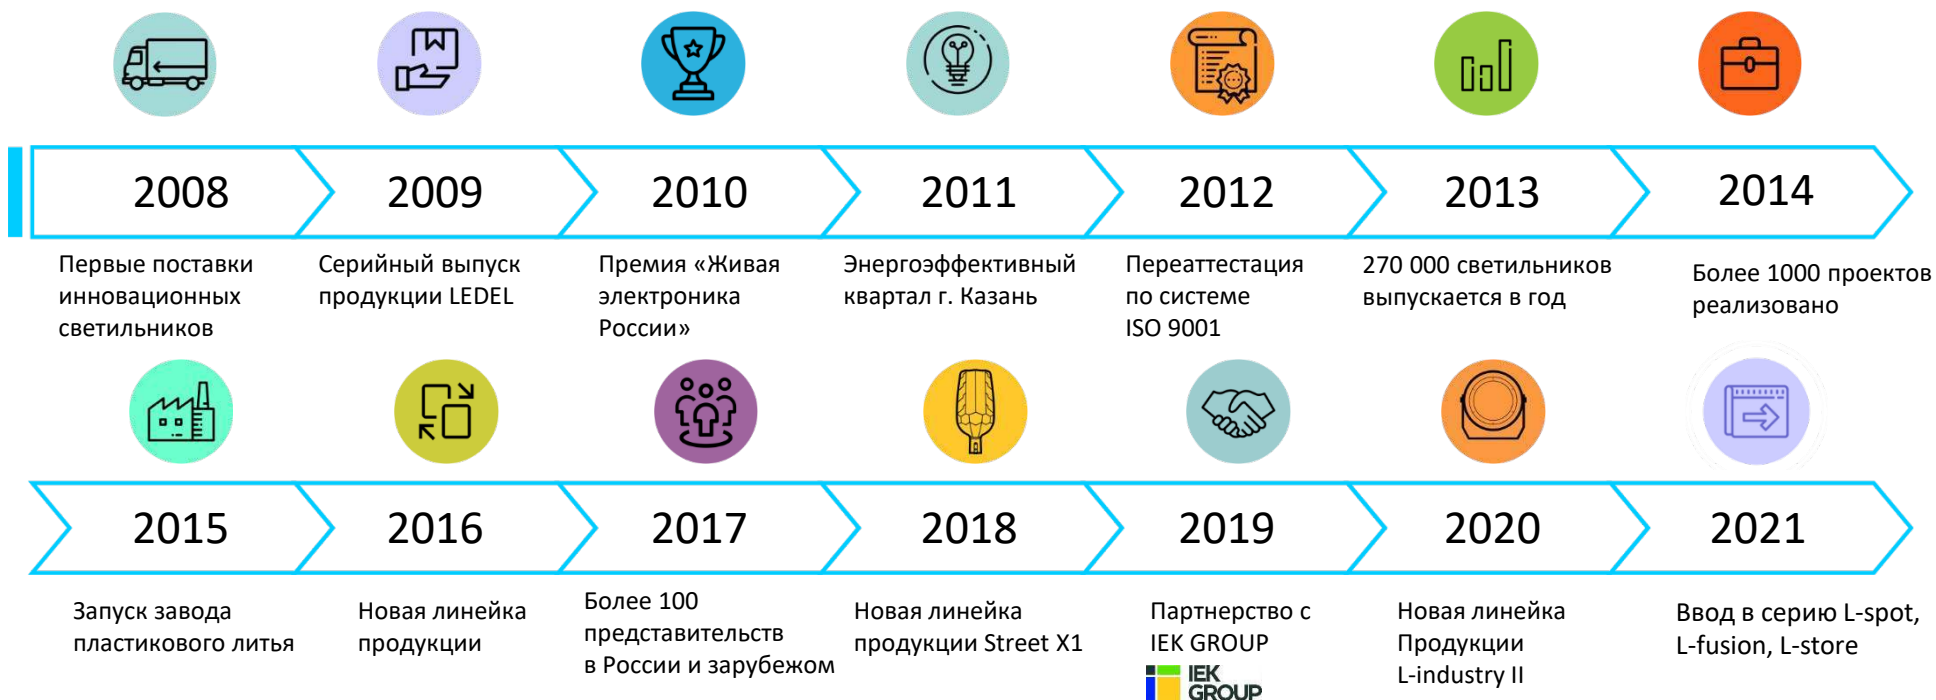 2008
2009
2010
2011
2012
2013
2014
Первые поставки
инновационных
светильников
Серийный выпуск
продукции LEDEL
Премия «Живая
электроника
России»
Энергоэффективный
квартал г. Казань
Переаттестация
по системе
ISO 9001
270 000 светильников
выпускается в год
Более 1000 проектов
реализовано
2015
2016
2017
2018
2019
2020
2021
Запуск завода
пластикового литья
Новая линейка
продукции
Более 100
представительств
в России и зарубежом
Новая линейка
продукции Street X1
Партнерство с
IEK GROUP
IEK
GROUP
Новая линейка
Продукции
L-industry II
Ввод в серию L-spot,
L-fusion, L-store